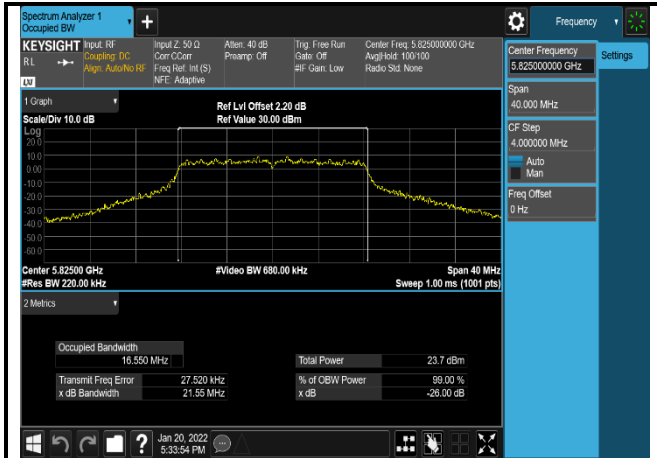 Spectrum Analyzer 1
Occupied BW
Frequency
KEYSIGHT
RL
LXI
Input: RF
Coupling: DC
Align: Auto/No RF
Input Z: 50 Ω
Corr CCorr
Freq Ref: Int (S)
NFE: Adaptive
Atten: 40 dB
Preamp: Off
Trig: Free Run
Gate: Off
#IF Gain: Low
Center Freq: 5.825000000 GHz
Avg|Hold: 100/100
Radio Std: None
Center Frequency
5.825000000 GHz
Settings
Span
40.000 MHz
CF Step
4.000000 MHz
Auto
Man
Freq Offset
0 Hz
1 Graph
Scale/Div 10.0 dB
Ref Lvl Offset 2.20 dB
Ref Value 30.00 dBm
Log
20.0
10.0
0.00
-10.0
-20.0
-30.0
-40.0
-50.0
-60.0
Center 5.82500 GHz
#Video BW 680.00 kHz
Span 40 MHz
#Res BW 220.00 kHz
Sweep 1.00 ms (1001 pts)
2 Metrics
Occupied Bandwidth
16.550 MHz
Total Power 23.7 dBm
Transmit Freq Error 27.520 kHz
% of OBW Power 99.00 %
x dB Bandwidth 21.55 MHz
x dB -26.00 dB
?
Jan 20, 2022
5:33:54 PM